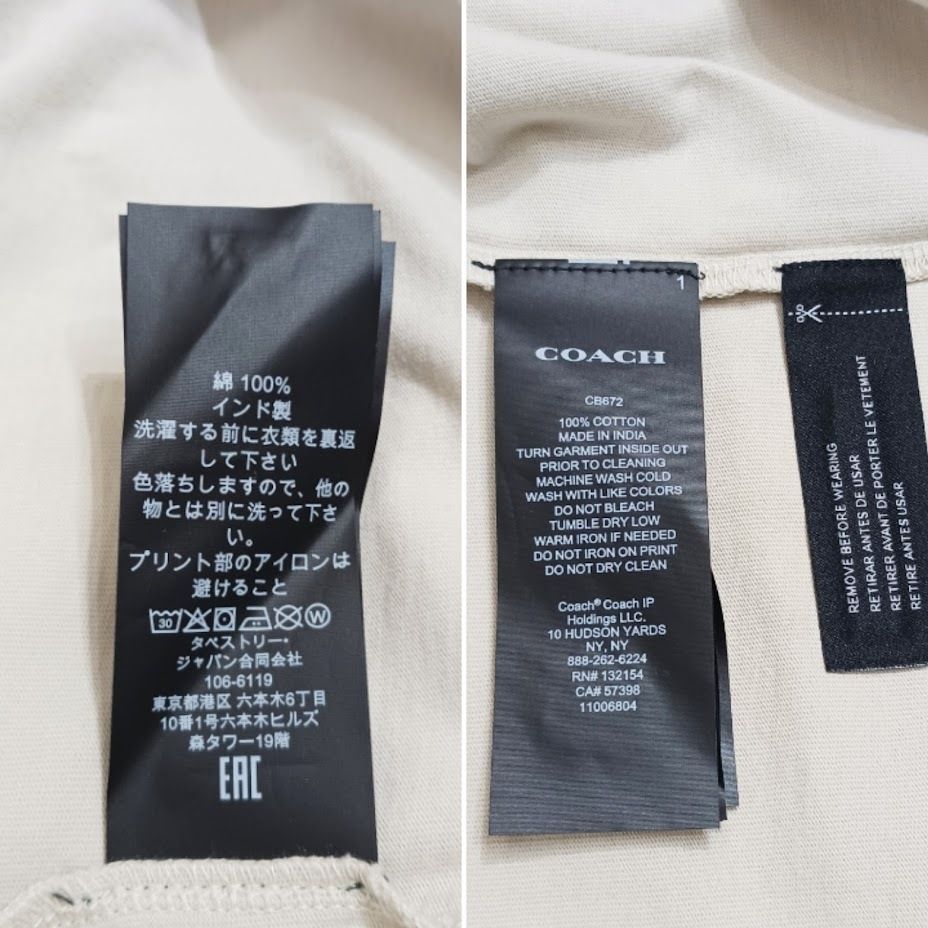 綿 100%
インド製
洗濯する前に衣類を裏返
して下さい
色落ちしますので、他の
物とは別に洗って下さ
い。
プリント部のアイロンは
避けること
30 W
タペストリー・
ジャパン合同会社
106-6119
東京都港区 六本木6丁目
10番1号六本木ヒルズ
森タワー19階
EAC
1
COACH
CB672
100% COTTON
MADE IN INDIA
TURN GARMENT INSIDE OUT
PRIOR TO CLEANING
MACHINE WASH COLD
WASH WITH LIKE COLORS
DO NOT BLEACH
TUMBLE DRY LOW
WARM IRON IF NEEDED
DO NOT IRON ON PRINT
DO NOT DRY CLEAN
Coach® Coach IP
Holdings LLC.
10 HUDSON YARDS
NY, NY
888-262-6224
RN# 132154
CA# 57398
11006804
REMOVE BEFORE WEARING
RETIRAR ANTES DE USAR
RETIRER AVANT DE PORTER LE VETEMENT
RETIRE ANTES USAR